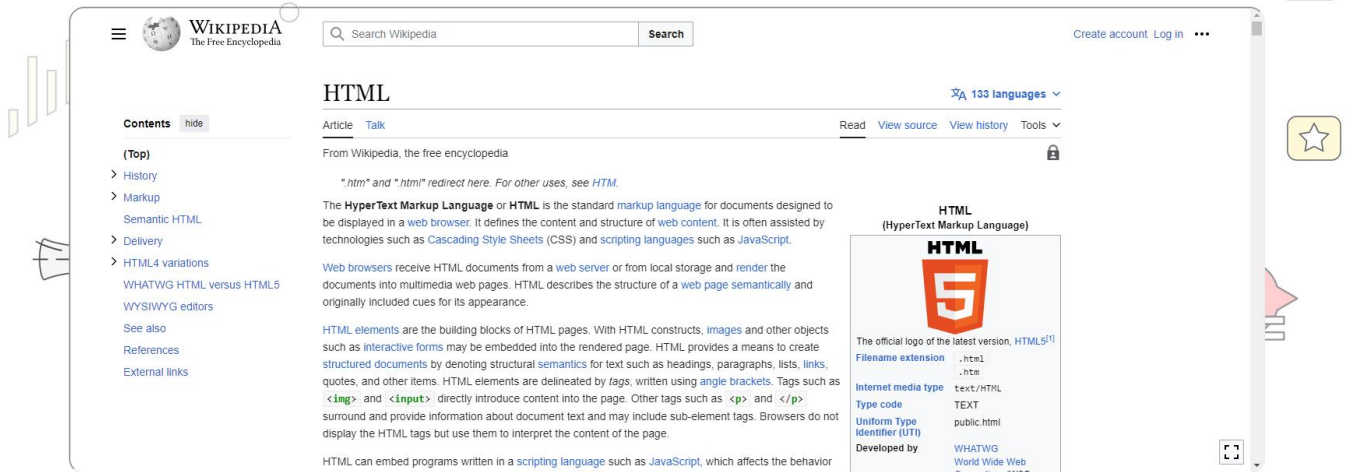 WIKIPEDIA
The Free Encyclopedia
Search Wikipedia
Search
Create account Log in
HTML
133 languages
Contents hide
(Top)
History
Markup
Semantic HTML
Delivery
HTML4 variations
WHATWG HTML versus HTML5
WYSIWYG editors
See also
References
External links
Article Talk
Read View source View history Tools
From Wikipedia, the free encyclopedia
".htm" and ".html" redirect here. For other uses, see HTM.
The HyperText Markup Language or HTML is the standard markup language for documents designed to
be displayed in a web browser. It defines the content and structure of web content. It is often assisted by
technologies such as Cascading Style Sheets (CSS) and scripting languages such as JavaScript.
Web browsers receive HTML documents from a web server or from local storage and render the
documents into multimedia web pages. HTML describes the structure of a web page semantically and
originally included cues for its appearance.
HTML elements are the building blocks of HTML pages. With HTML constructs, images and other objects
such as interactive forms may be embedded into the rendered page. HTML provides a means to create
structured documents by denoting structural semantics for text such as headings, paragraphs, lists, links,
quotes, and other items. HTML elements are delineated by tags, written using angle brackets. Tags such as
<img> and <input> directly introduce content into the page. Other tags such as <p> and </p>
surround and provide information about document text and may include sub-element tags. Browsers do not
display the HTML tags but use them to interpret the content of the page.
HTML can embed programs written in a scripting language such as JavaScript, which affects the behavior
HTML
(HyperText Markup Language)
HTML
5
The official logo of the latest version, HTML5[1]
Filename extension .html
.htm
Internet media type text/HTML
Type code TEXT
Uniform Type public.html
Identifier (UTI)
Developed by WHATWG
World Wide Web